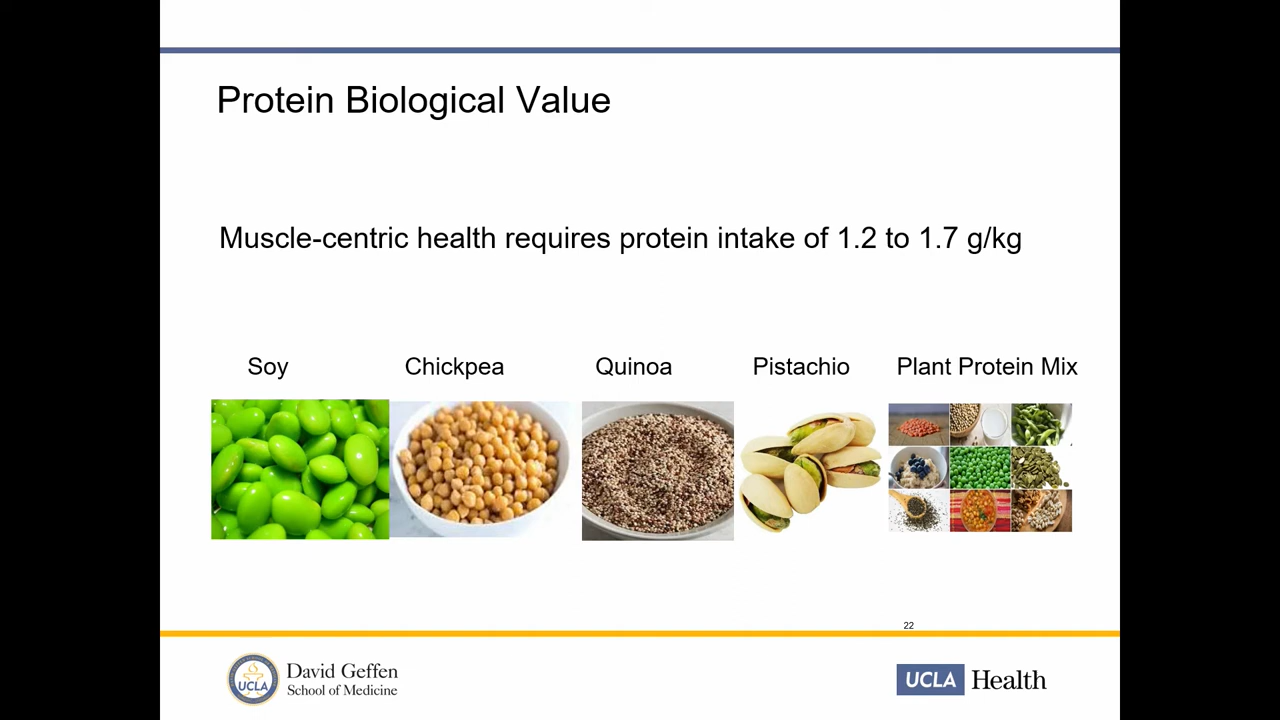 Protein Biological Value
Muscle-centric health requires protein intake of 1.2 to 1.7 g/kg
Soy
Chickpea
Quinoa
Pistachio
Plant Protein Mix
22
UCLA
David Geffen
School of Medicine
UCLA Health